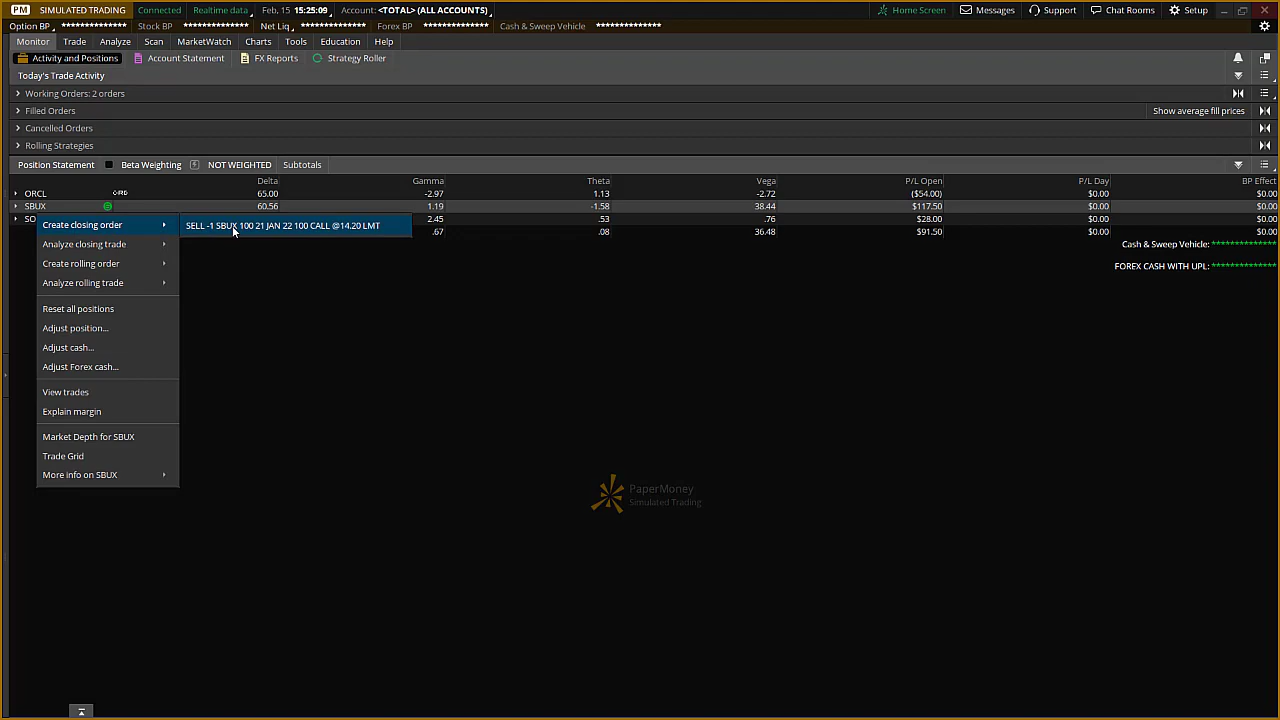 PM SIMULATED TRADING Connected Realtime data Feb. 15 15:25:09 Account: <TOTAL> (ALL ACCOUNTS) Home Screen Messages Support Chat Rooms Setup
Option BP ************** Stock BP ************** Net Liq ************** Forex BP ************** Cash & Sweep Vehicle **************
Monitor Trade Analyze Scan MarketWatch Charts Tools Education Help
Activity and Positions Account Statement FX Reports Strategy Roller
Today's Trade Activity
Working Orders: 2 orders
Filled Orders Show average fill prices
Cancelled Orders
Rolling Strategies
Position Statement Beta Weighting NOT WEIGHTED Subtotals
Delta Gamma Theta Vega P/L Open P/L Day BP Effect
ORCL 65.00 -2.97 1.13 -2.72 ($54.00) $0.00 $0.00
SBUX 60.56 1.19 -1.58 38.44 $117.50 $0.00 $0.00
SO 2.45 .53 .76 $28.00 $0.00 $0.00
.67 .08 36.48 $91.50 $0.00 $0.00
Create closing order SELL -1 SBUX 100 21 JAN 22 100 CALL @14.20 LMT
Analyze closing trade
Create rolling order
Analyze rolling trade
Reset all positions
Adjust position...
Adjust cash...
Adjust Forex cash...
View trades
Explain margin
Market Depth for SBUX
Trade Grid
More info on SBUX
Cash & Sweep Vehicle: **************
FOREX CASH WITH UPL: **************
PaperMoney
Simulated Trading